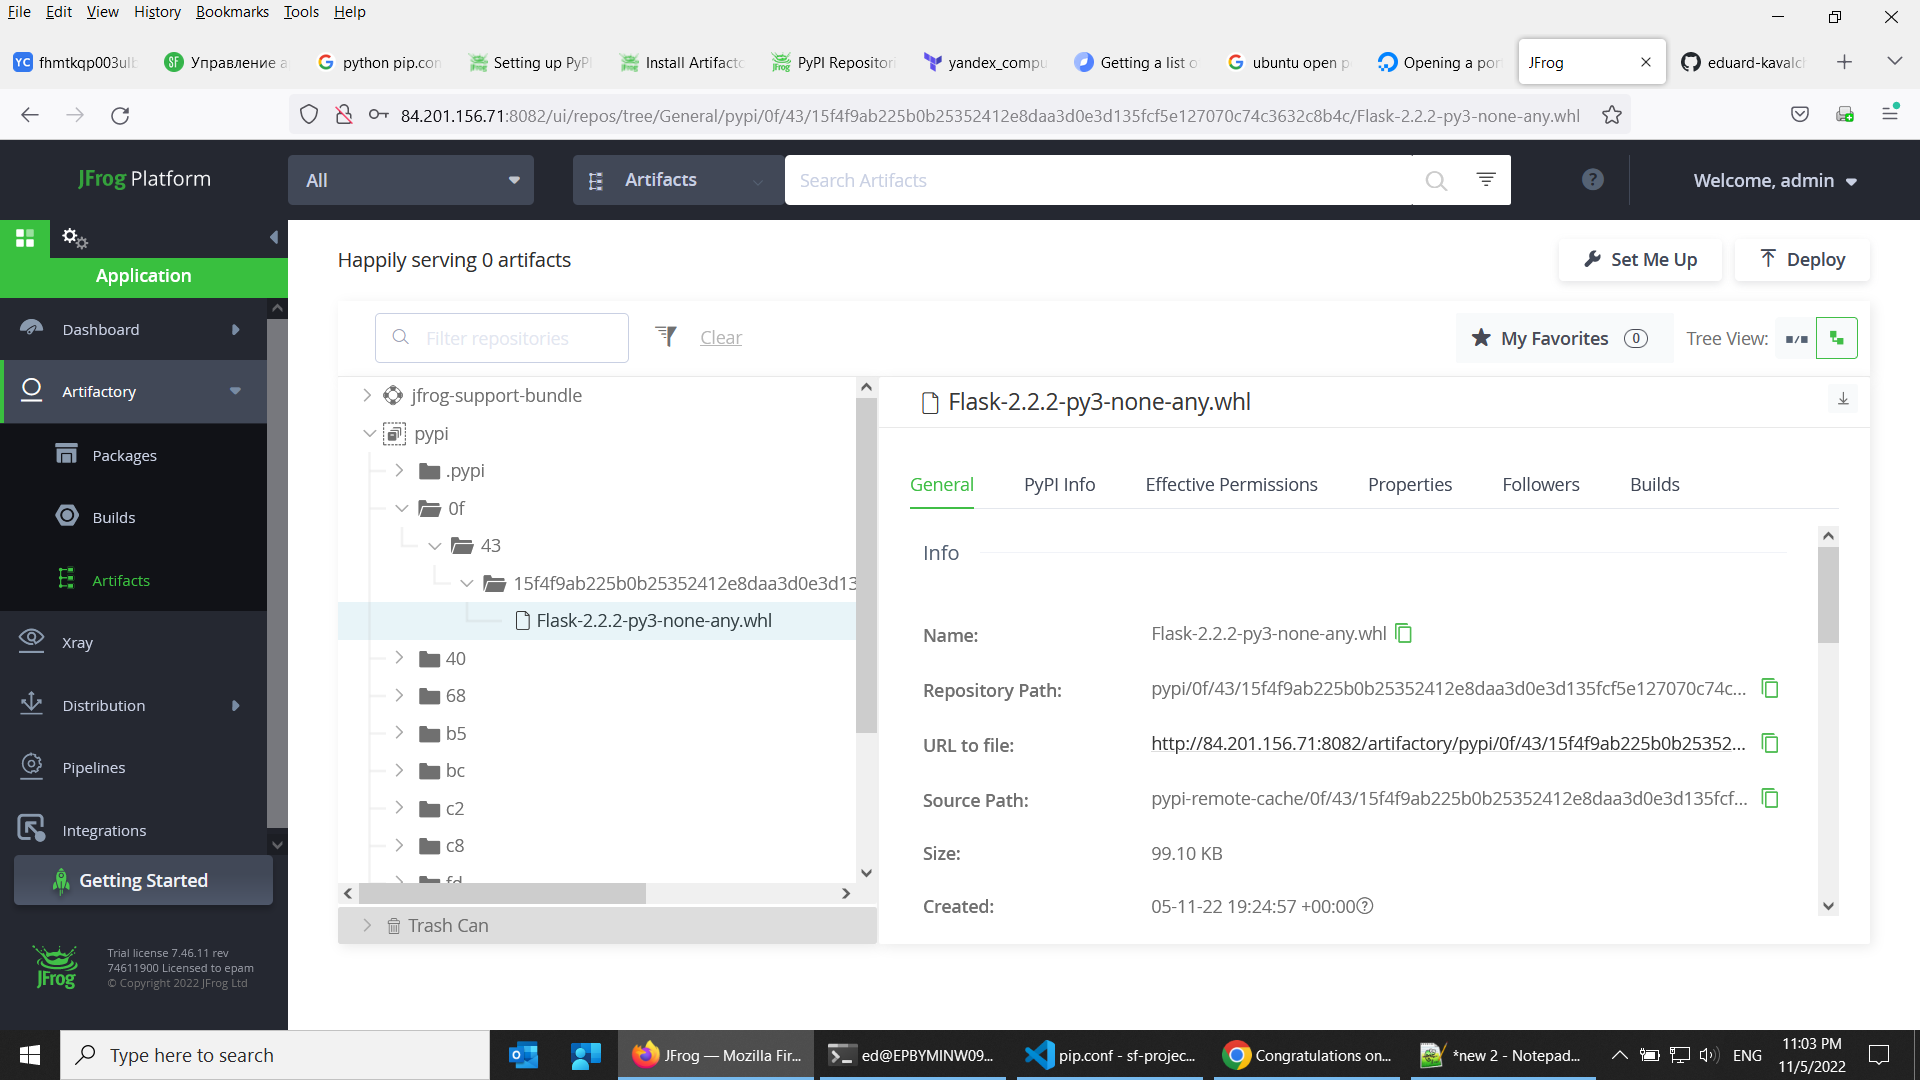 File Edit View History Bookmarks Tools Help
YC fhmtkqp003ulb
SF Управление а
python pip.con
Setting up PyPI
Install Artifacto
PyPI Repositori
yandex_compu
Getting a list o
ubuntu open p
Opening a por
JFrog
eduard-kavalch
84.201.156.71:8082/ui/repos/tree/General/pypi/0f/43/15f4f9ab225b0b25352412e8daa3d0e3d135fcf5e127070c74c3632c8b4c/Flask-2.2.2-py3-none-any.whl
JFrog Platform
All
Artifacts
Search Artifacts
?
Welcome, admin
Application
Dashboard
Artifactory
Packages
Builds
Artifacts
Xray
Distribution
Pipelines
Integrations
Getting Started
JFrog
Trial license 7.46.11 rev
74611900 Licensed to epam
© Copyright 2022 JFrog Ltd
Happily serving 0 artifacts
Set Me Up
Deploy
Filter repositories
Clear
My Favorites 0
Tree View:
jfrog-support-bundle
pypi
.pypi
0f
43
15f4f9ab225b0b25352412e8daa3d0e3d13
Flask-2.2.2-py3-none-any.whl
40
68
b5
bc
c2
c8
fd
Trash Can
Flask-2.2.2-py3-none-any.whl
General PyPI Info Effective Permissions Properties Followers Builds
Info
Name: Flask-2.2.2-py3-none-any.whl
Repository Path: pypi/0f/43/15f4f9ab225b0b25352412e8daa3d0e3d135fcf5e127070c74c...
URL to file: http://84.201.156.71:8082/artifactory/pypi/0f/43/15f4f9ab225b0b25352...
Source Path: pypi-remote-cache/0f/43/15f4f9ab225b0b25352412e8daa3d0e3d135fcf...
Size: 99.10 KB
Created: 05-11-22 19:24:57 +00:00
Type here to search
JFrog — Mozilla Fir...
ed@EPBYMINW09...
pip.conf - sf-projec...
Congratulations on...
*new 2 - Notepad...
ENG
11:03 PM
11/5/2022